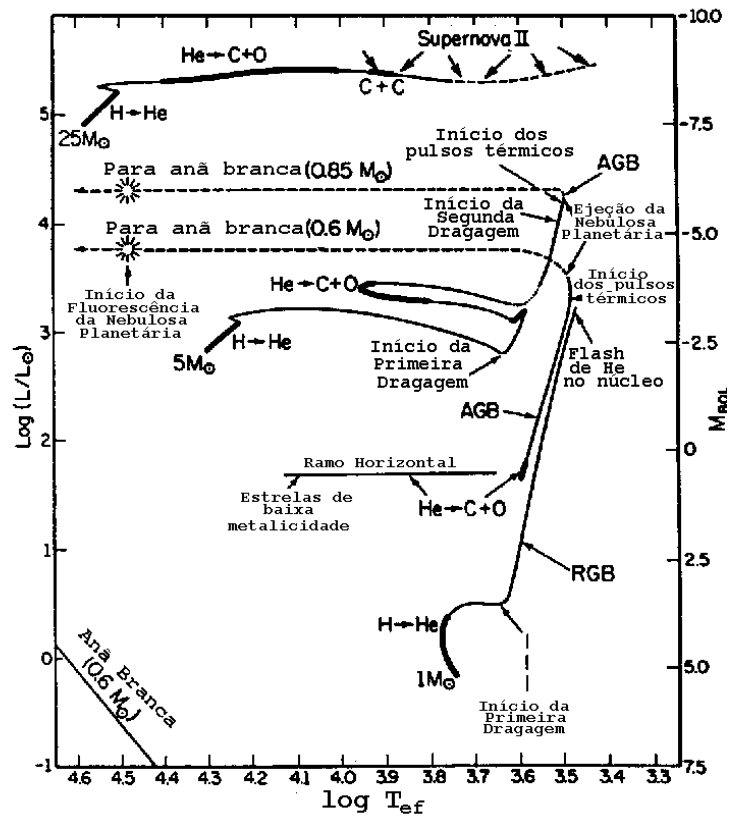 -10.0
He→C+O
Supernova II
C+C
5
H→He
25M⊙
-7.5
Início dos
pulsos térmicos
AGB
Para anã branca(0.85 M⊙)
Início da
Segunda
Dragagem
Ejeção da
Nebulosa
Planetária
4
Para anã branca(0.6 M⊙)
-5.0
Início da
Fluorescência
da Nebulosa
Planetária
He→C+O
Início
dos pulsos
térmicos
3
H→He
5M⊙
Início da
Primeira
Dragagem
-2.5
Flash
de He
no núcleo
Log (L/L⊙)
MBOL
AGB
2
0
Ramo Horizontal
Estrelas de
baixa
metalicidade
He→C+O
1
RGB
2.5
H→He
Anã Branca
(0.6 M⊙)
0
1M⊙
5.0
Início da
Primeira
Dragagem
-1
7.5
4.6 4.5 4.4 4.3 4.2 4.1 4.0 3.9 3.8 3.7 3.6 3.5 3.4 3.3
log Tef